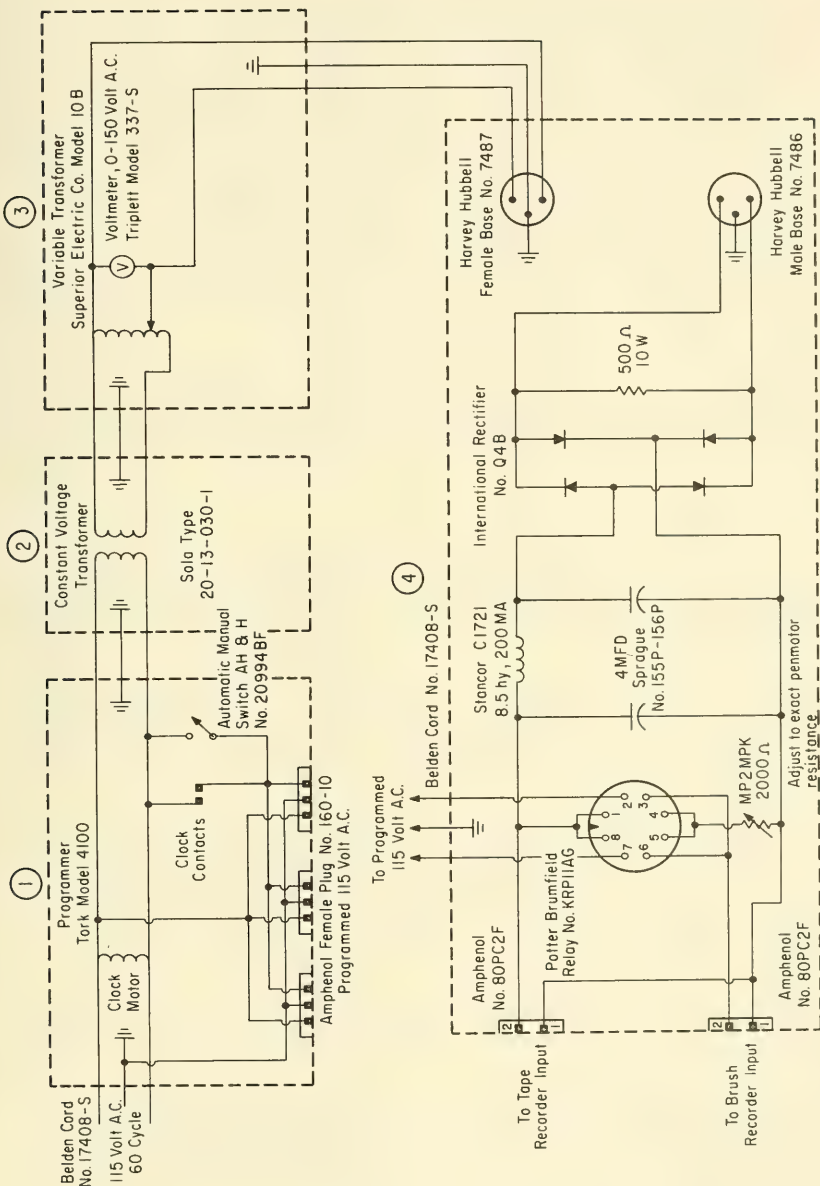 ①
Programmer
Tork Model 4100
Belden Cord
No. 17408-S
115 Volt A.C.
60 Cycle
Clock
Motor
Clock
Contacts
Automatic Manual
Switch AH & H
No. 20994BF
Amphenol Female Plug No. 160-10
Programmed 115 Volt A.C.
②
Constant Voltage
Transformer
Sola Type
20-13-030-1
③
Variable Transformer
Superior Electric Co. Model 10B
V
Voltmeter, 0-150 Volt A.C.
Triplett Model 337-S
④
To Programmed
115 Volt A.C.
Belden Cord No. 17408-S
Amphenol
No. 80PC2F
2
1
To Tape
Recorder Input
Potter Brumfield
Relay No. KRP11AG
8
1
7
2
6
3
5
4
MP2MPK
2000 Ω
Adjust to exact penmotor
resistance
2
1
To Brush
Recorder Input
Amphenol
No. 80PC2F
Stancor C1721
8.5 hy, 200 MA
4 MFD
Sprague
No. 155P-156P
International Rectifier
No. Q4B
500 Ω
10 W
Harvey Hubbell
Female Base No. 7487
Harvey Hubbell
Male Base No. 7486